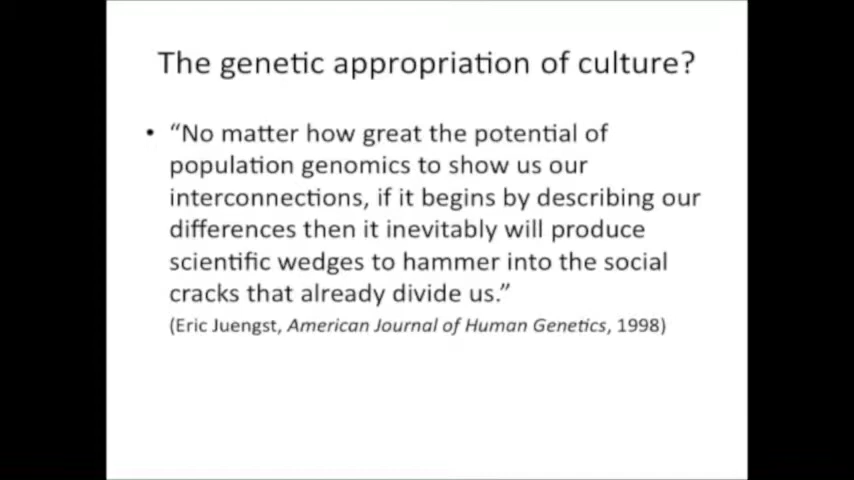 The genetic appropriation of culture?
• “No matter how great the potential of
population genomics to show us our
interconnections, if it begins by describing our
differences then it inevitably will produce
scientific wedges to hammer into the social
cracks that already divide us.”
(Eric Juengst, American Journal of Human Genetics, 1998)